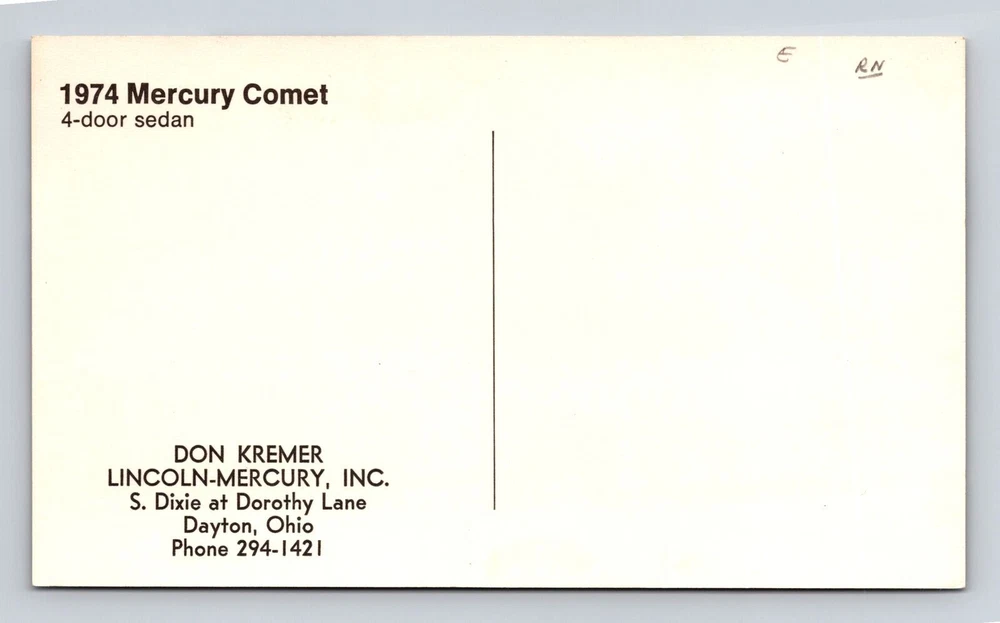 E
RN
1974 Mercury Comet
4-door sedan
DON KREMER
LINCOLN-MERCURY, INC.
S. Dixie at Dorothy Lane
Dayton, Ohio
Phone 294-1421